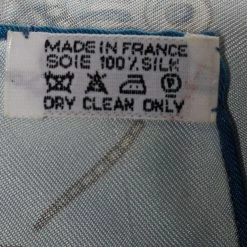 MADE IN FRANCE
SOIE 100% SILK
DRY CLEAN ONLY